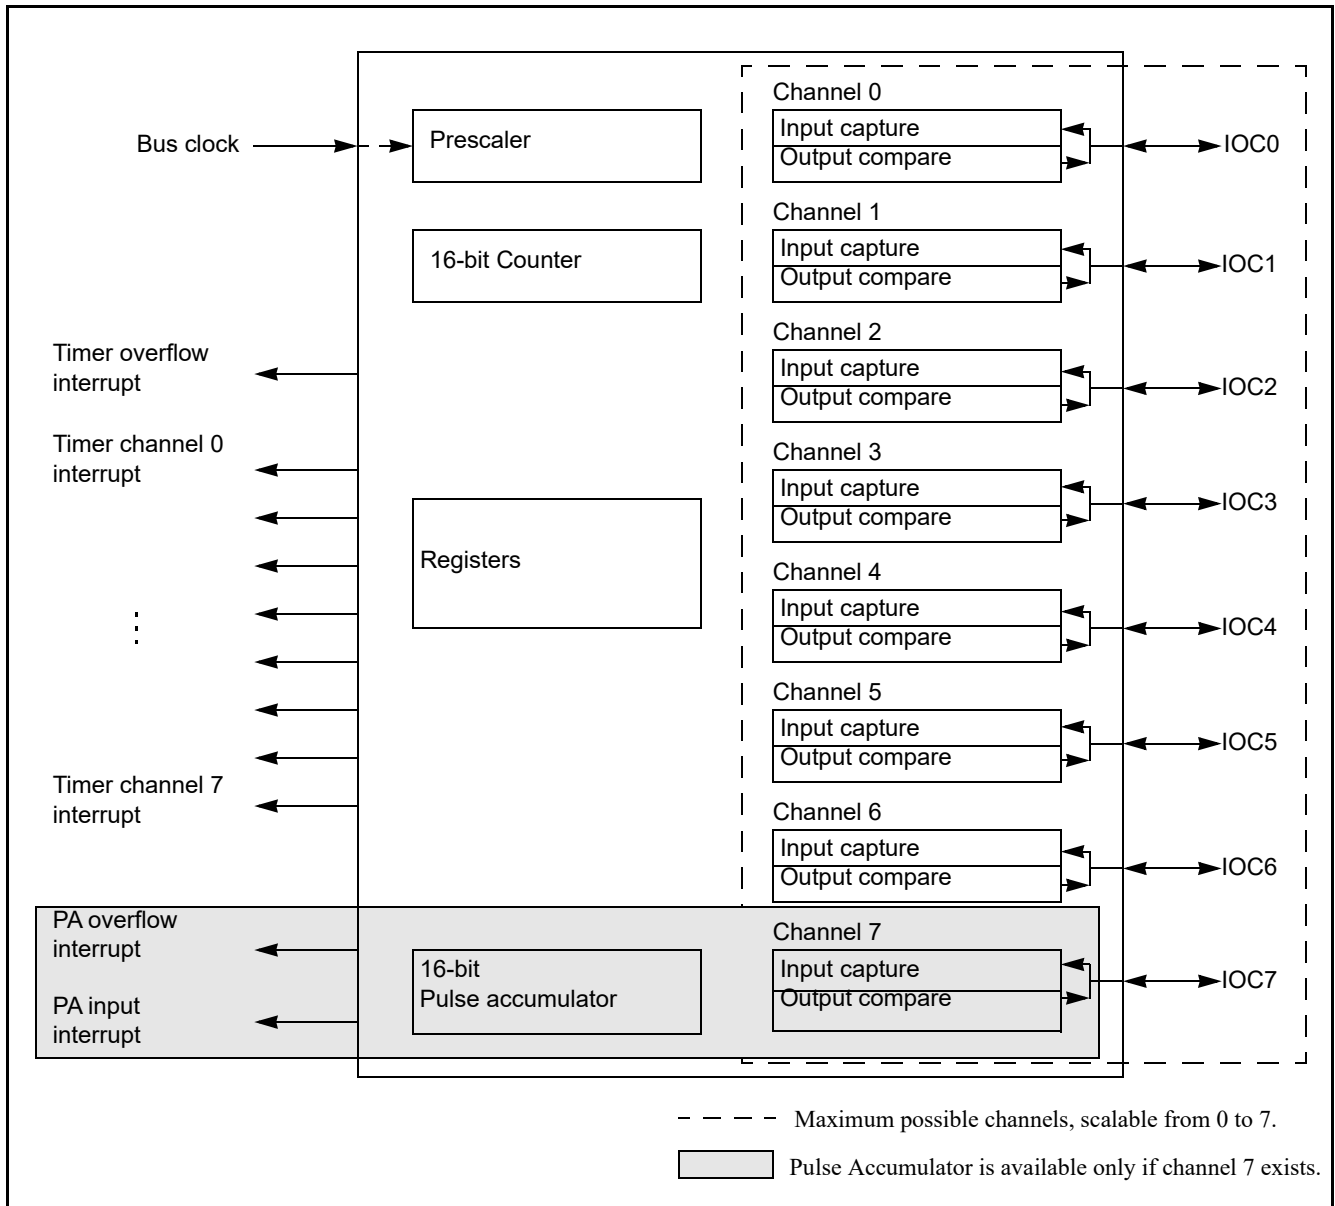 Bus clock
Prescaler
16-bit Counter
Timer overflow
interrupt
Timer channel 0
interrupt
Registers
Timer channel 7
interrupt
PA overflow
interrupt
PA input
interrupt
16-bit
Pulse accumulator
Channel 0
Input capture
Output compare
IOC0
Channel 1
Input capture
Output compare
IOC1
Channel 2
Input capture
Output compare
IOC2
Channel 3
Input capture
Output compare
IOC3
Channel 4
Input capture
Output compare
IOC4
Channel 5
Input capture
Output compare
IOC5
Channel 6
Input capture
Output compare
IOC6
Channel 7
Input capture
Output compare
IOC7
Maximum possible channels, scalable from 0 to 7.
Pulse Accumulator is available only if channel 7 exists.